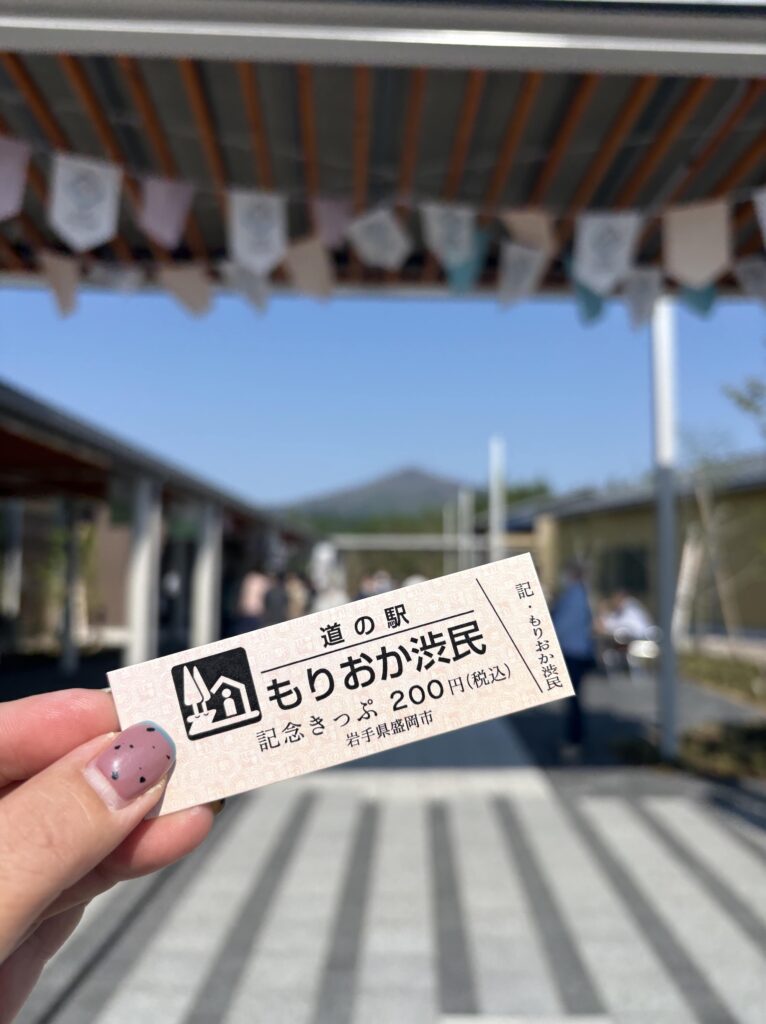 道の駅
もりおか渋民
記念きっぷ 200円(税込)
岩手県盛岡市
記・もりおか渋民